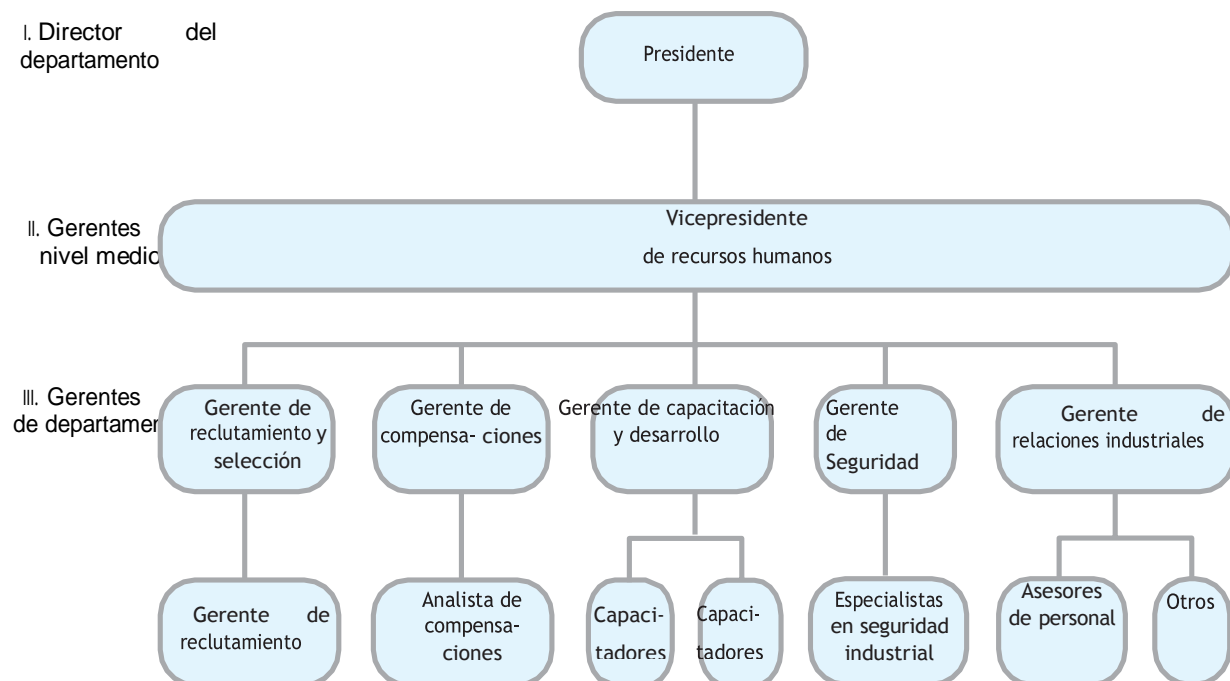 I. Director del
departamento
Presidente
II. Gerentes
nivel medio
Vicepresidente
de recursos humanos
III. Gerentes
de departamen
Gerente de
reclutamiento y
selección
Gerente de
compensa- ciones
Gerente de capacitación
y desarrollo
Gerente
de
Seguridad
Gerente de
relaciones industriales
Gerente de
reclutamiento
Analista de
compensa-
ciones
Capaci-
tadores
Capaci-
tadores
Especialistas
en seguridad
industrial
Asesores
de personal
Otros